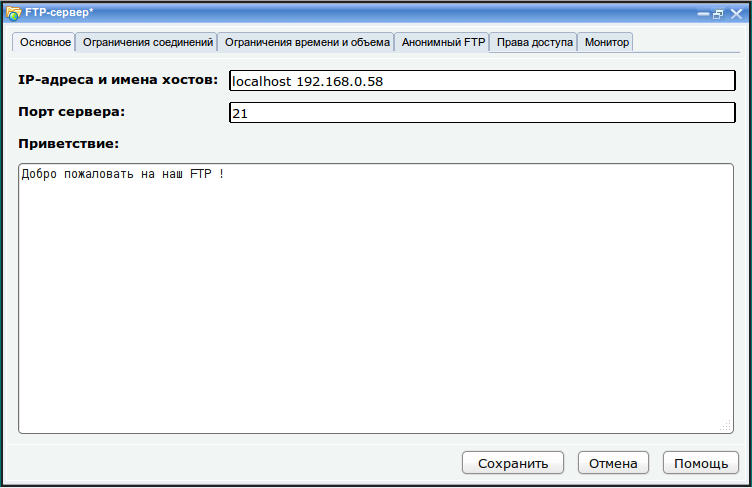 FTP-сервер*
Основное Ограничения соединений Ограничения времени и объема Анонимный FTP Права доступа Монитор
IP-адреса и имена хостов: localhost 192.168.0.58
Порт сервера: 21
Приветствие:
Добро пожаловать на наш FTP !
Сохранить Отмена Помощь